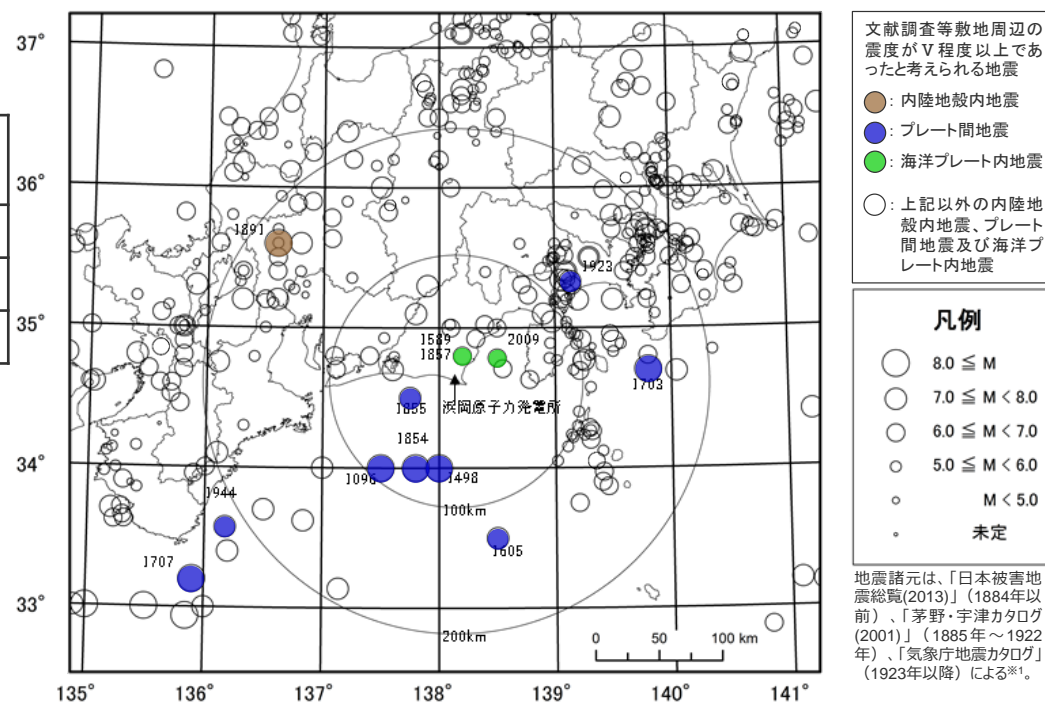 37°
36°
35°
34°
33°
135°
136°
137°
138°
139°
140°
141°
1891
1923
1589
1857
2009
1703
1855
浜岡原子力発電所
1854
1096
1498
1944
100km
1605
1707
200km
0 50 100 km
文献調査等敷地周辺の
震度がⅤ程度以上であ
ったと考えられる地震
: 内陸地殻内地震
: プレート間地震
: 海洋プレート内地震
: 上記以外の内陸地
殻内地震、プレート
間地震及び海洋プ
レート内地震
凡例
8.0 ≦ M
7.0 ≦ M < 8.0
6.0 ≦ M < 7.0
5.0 ≦ M < 6.0
M < 5.0
未定
地震諸元は、「日本被害地
震総覧(2013)」（1884年以
前）、「茅野・宇津カタログ
(2001)」（1885年～1922
年）、「気象庁地震カタログ」
（1923年以降）による※1。